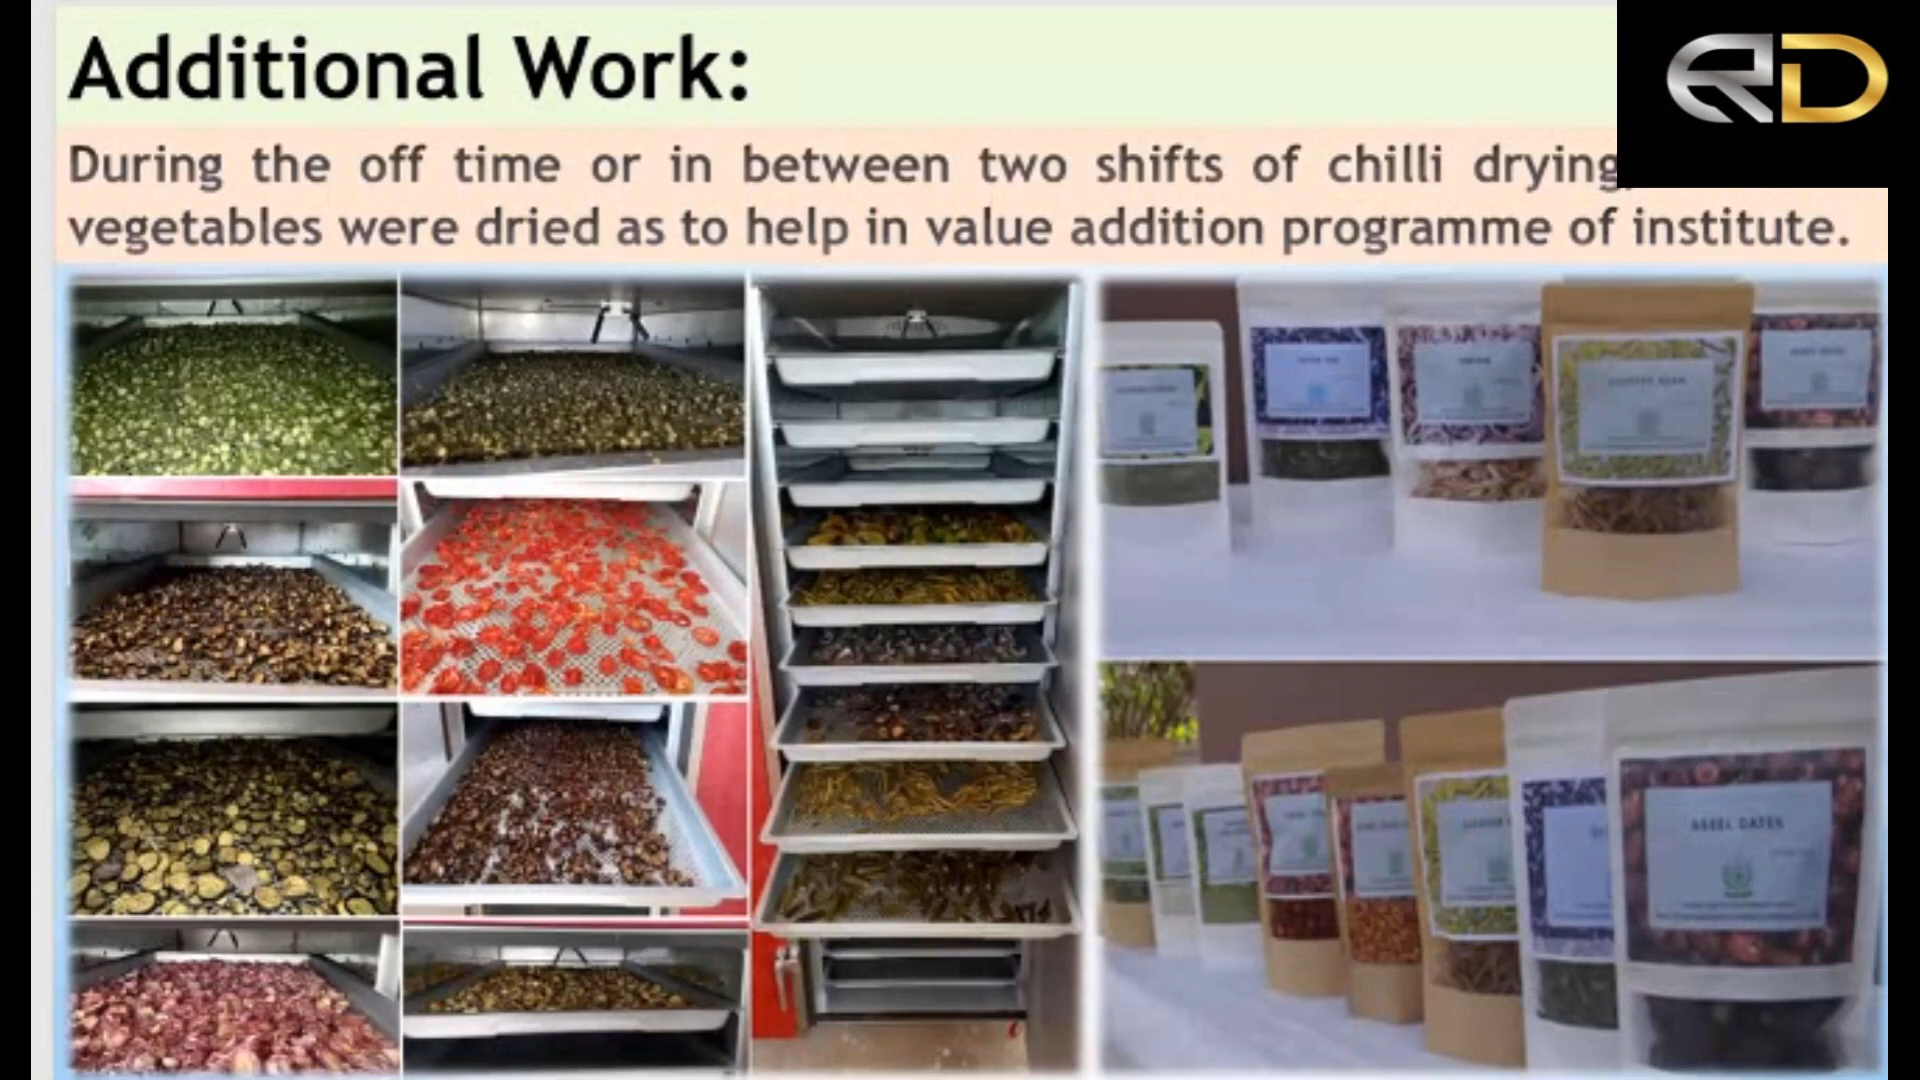 Additional Work:
During the off time or in between two shifts of chilli drying,
vegetables were dried as to help in value addition programme of institute.
RD
ASEEL DATES